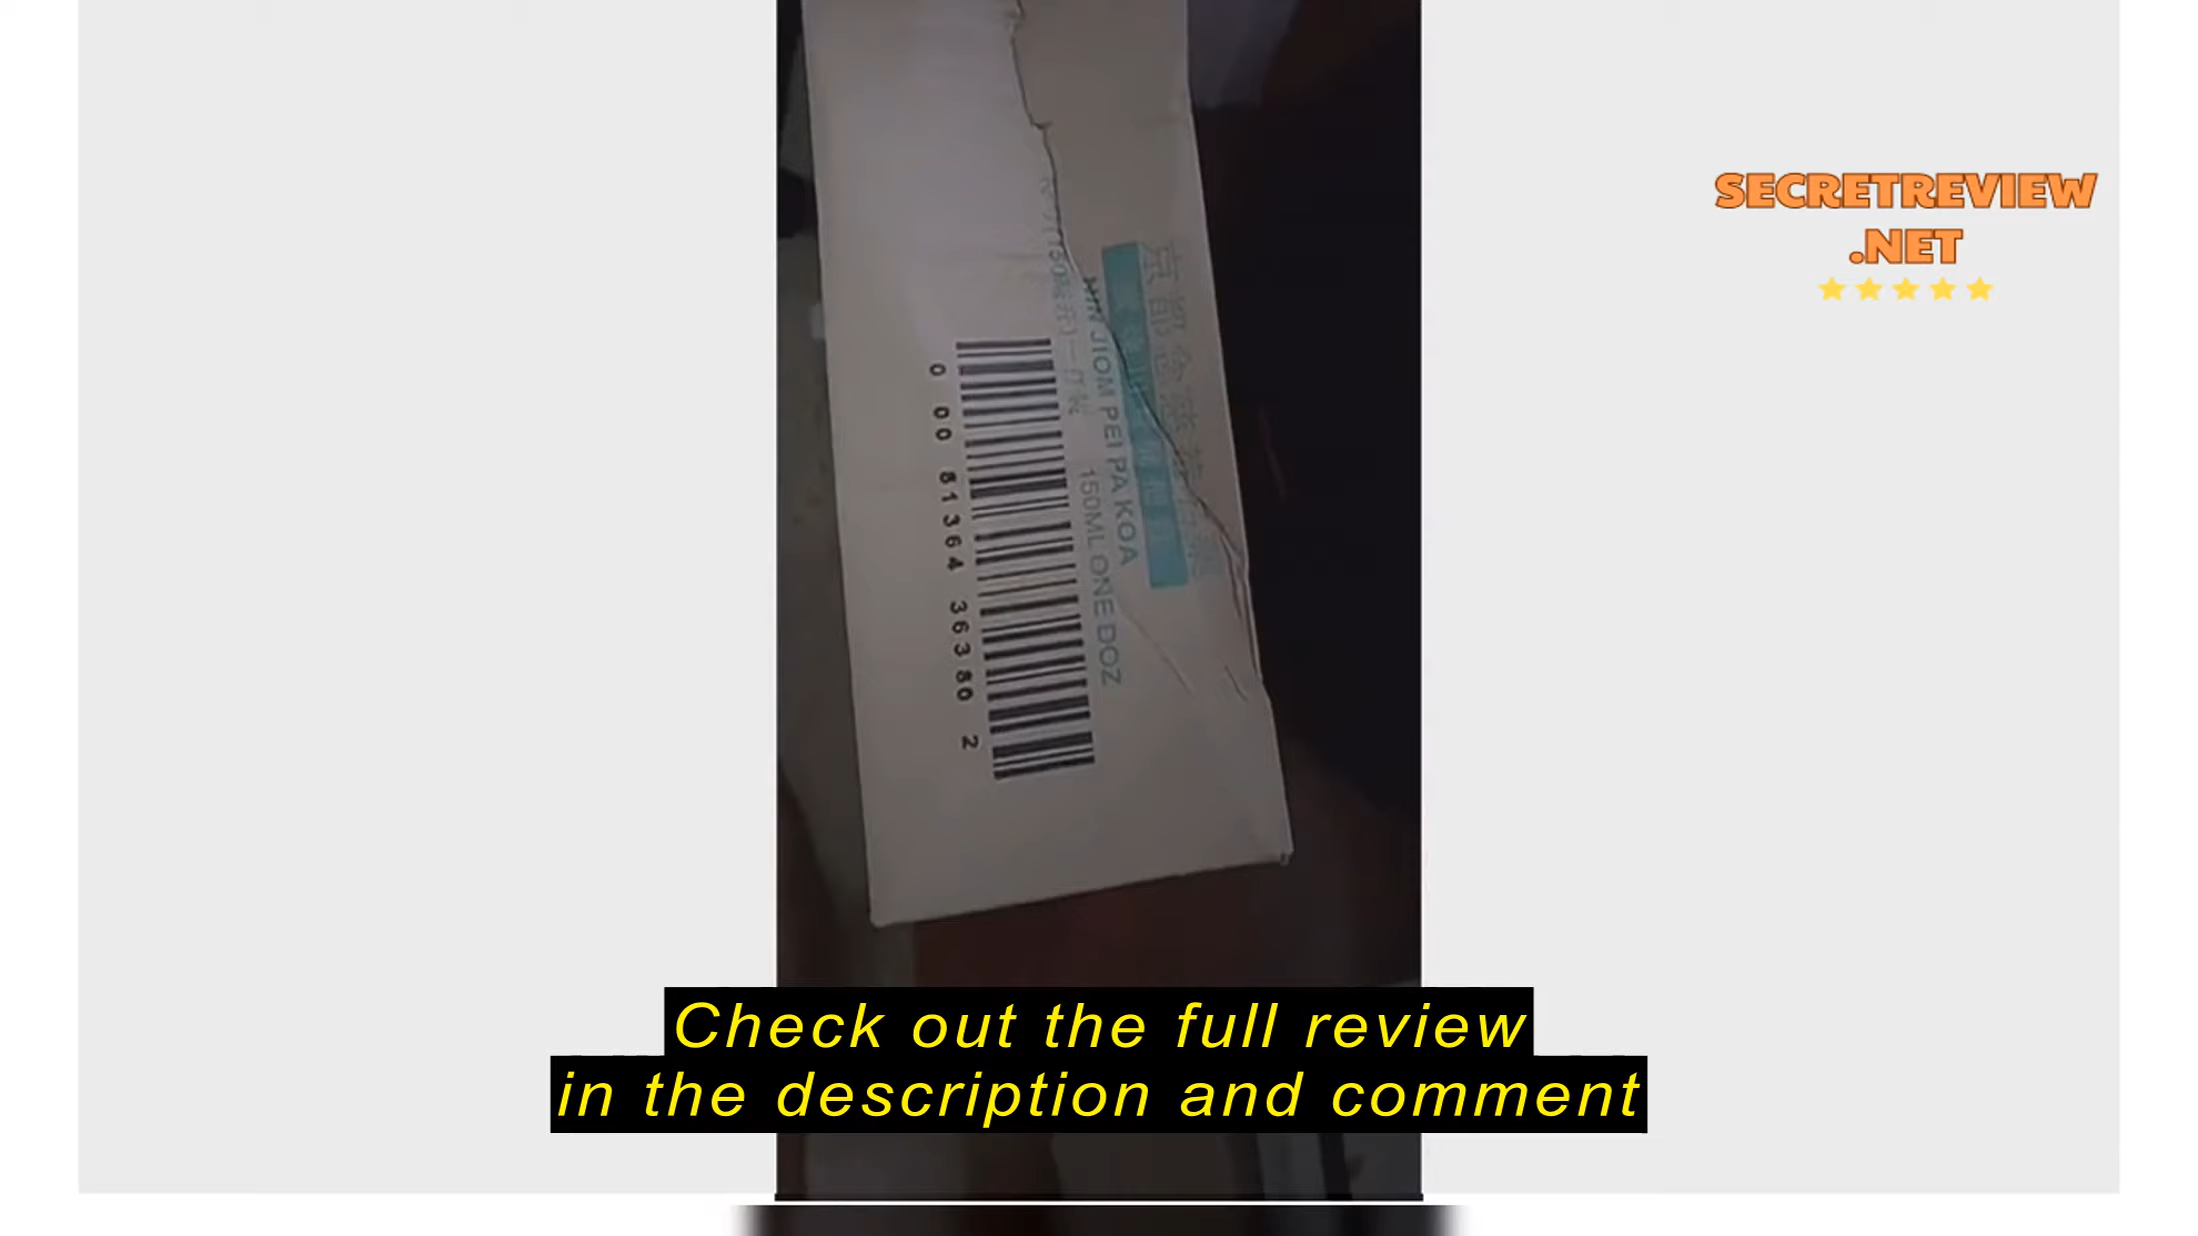 SECRETREVIEW
.NET
NIN JIOM PEI PA KOA
150ML ONE DOZ
0 00 81364 36380 2
Check out the full review
in the description and comment